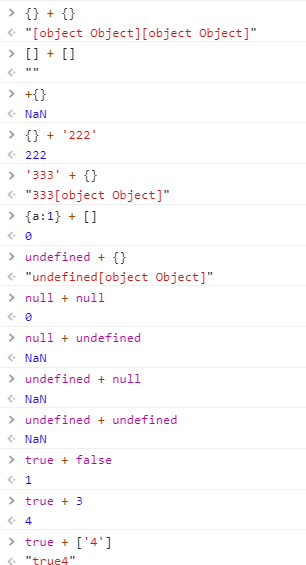 > {} + {}
< "[object Object][object Object]"
> [] + []
< ""
> +{}
< NaN
> {} + '222'
< 222
> '333' + {}
< "333[object Object]"
> {a:1} + []
< 0
> undefined + {}
< "undefined[object Object]"
> null + null
< 0
> null + undefined
< NaN
> undefined + null
< NaN
> undefined + undefined
< NaN
> true + false
< 1
> true + 3
< 4
> true + ['4']
< "true4"